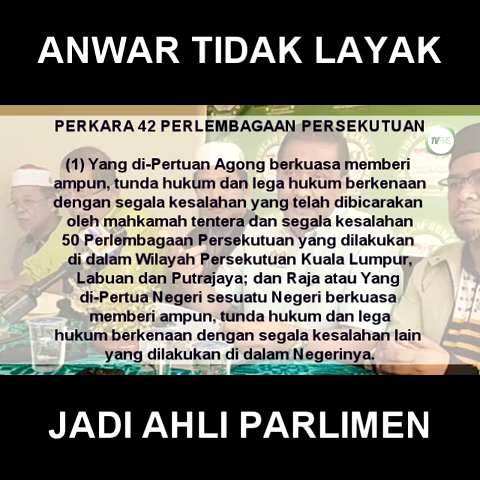 ANWAR TIDAK LAYAK
PERKARA 42 PERLEMBAGAAN PERSEKUTUAN
TVPAS
(1) Yang di-Pertuan Agong berkuasa memberi
ampun, tunda hukum dan lega hukum berkenaan
dengan segala kesalahan yang telah dibicarakan
oleh mahkamah tentera dan segala kesalahan
50 Perlembagaan Persekutuan yang dilakukan
di dalam Wilayah Persekutuan Kuala Lumpur,
Labuan dan Putrajaya; dan Raja atau Yang
di-Pertua Negeri sesuatu Negeri berkuasa
memberi ampun, tunda hukum dan lega
hukum berkenaan dengan segala kesalahan lain
yang dilakukan di dalam Negerinya.
JADI AHLI PARLIMEN